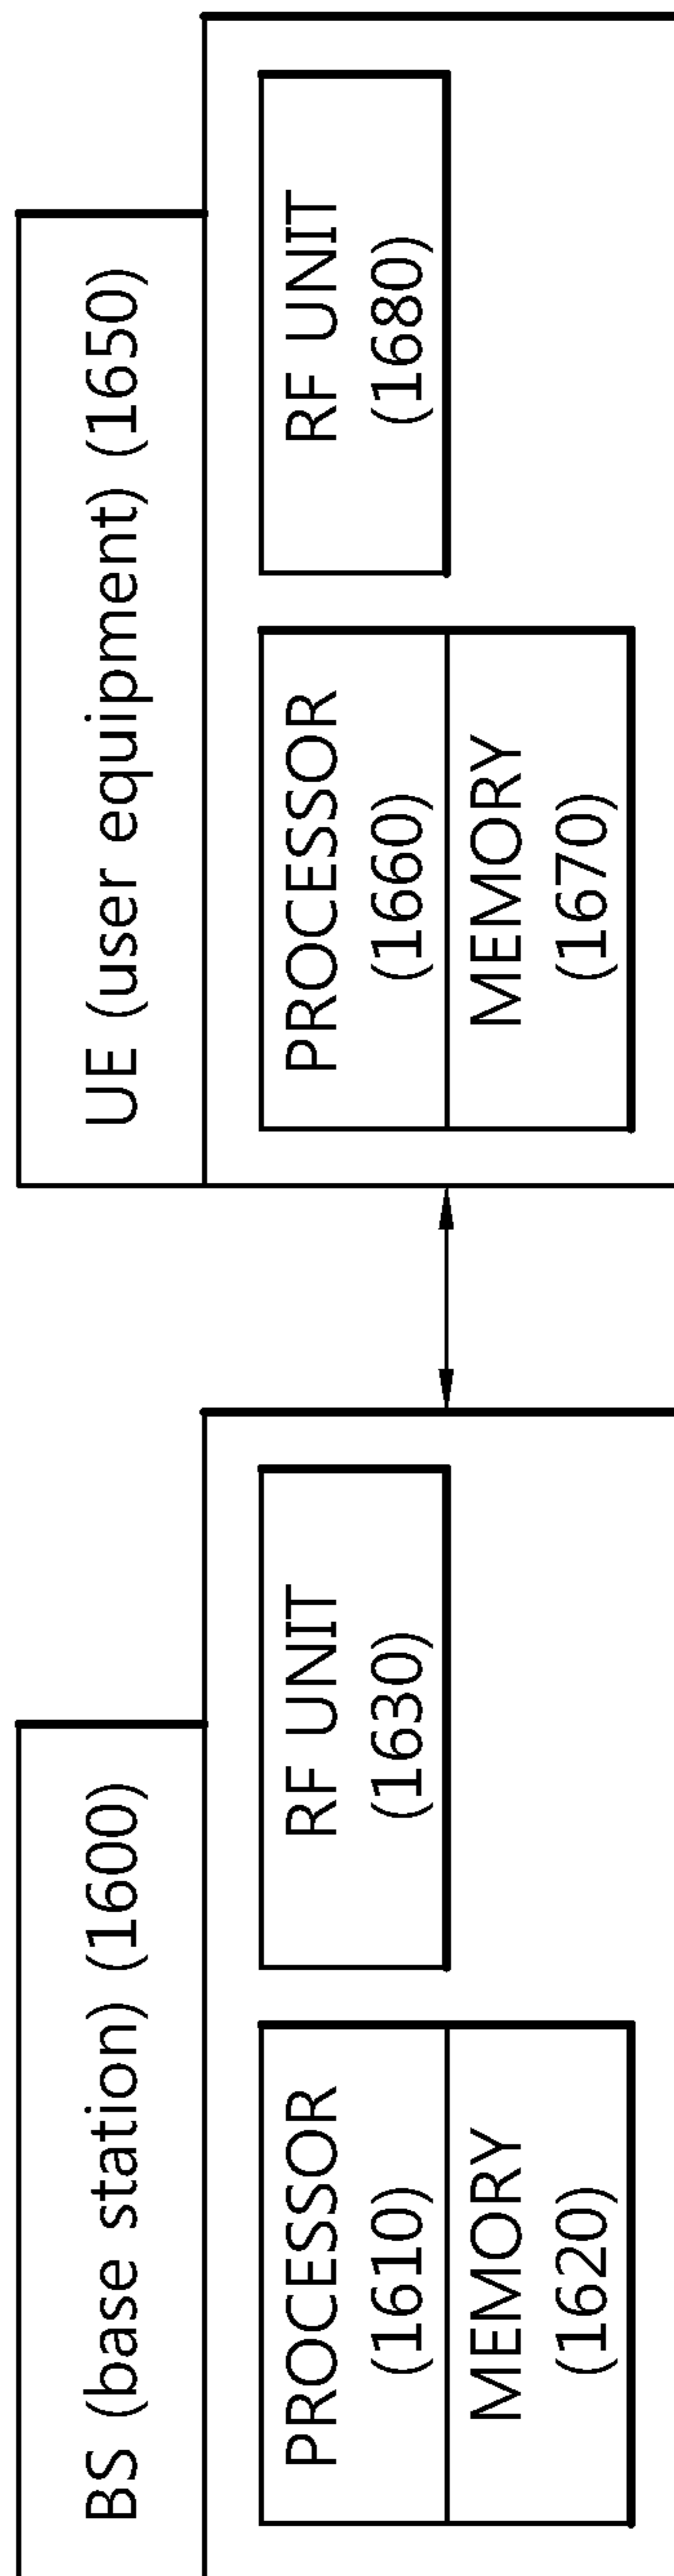 BS (base station) (1600)
PROCESSOR
(1610)
MEMORY
(1620)
RF UNIT
(1630)
UE (user equipment) (1650)
PROCESSOR
(1660)
MEMORY
(1670)
RF UNIT
(1680)